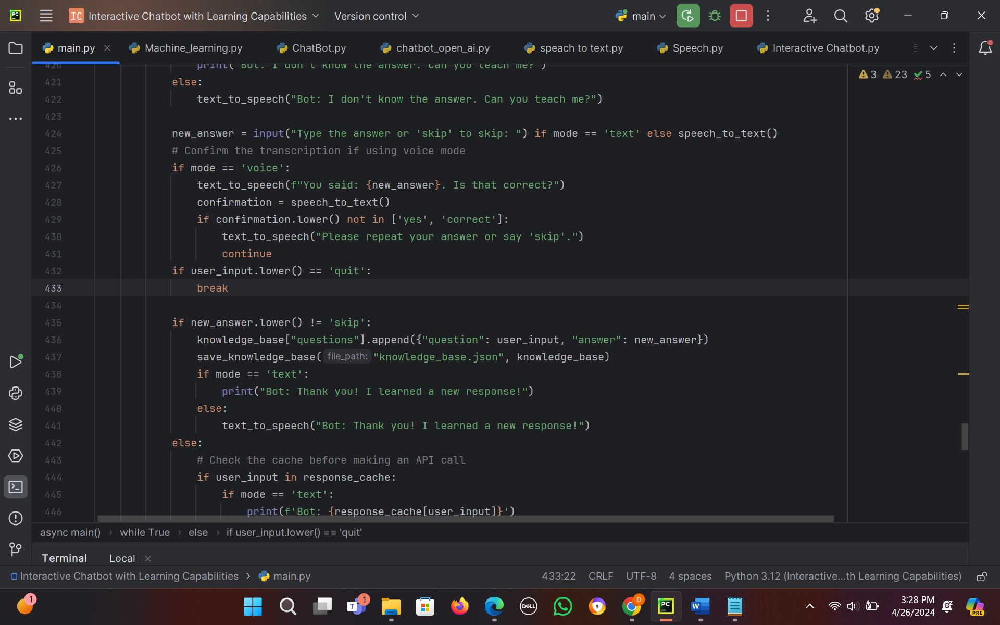 PC
IC Interactive Chatbot with Learning Capabilities Version control main
main.py Machine_learning.py ChatBot.py chatbot_open_ai.py speach to text.py Speech.py Interactive Chatbot.py
3 23 5
420 print("Bot: I don't know the answer. Can you teach me?")
421 else:
422 text_to_speech("Bot: I don't know the answer. Can you teach me?")
423
424 new_answer = input("Type the answer or 'skip' to skip: ") if mode == 'text' else speech_to_text()
425 # Confirm the transcription if using voice mode
426 if mode == 'voice':
427 text_to_speech(f"You said: {new_answer}. Is that correct?")
428 confirmation = speech_to_text()
429 if confirmation.lower() not in ['yes', 'correct']:
430 text_to_speech("Please repeat your answer or say 'skip'.")
431 continue
432 if user_input.lower() == 'quit':
433 break
434
435 if new_answer.lower() != 'skip':
436 knowledge_base["questions"].append({"question": user_input, "answer": new_answer})
437 save_knowledge_base( file_path: "knowledge_base.json", knowledge_base)
438 if mode == 'text':
439 print("Bot: Thank you! I learned a new response!")
440 else:
441 text_to_speech("Bot: Thank you! I learned a new response!")
442 else:
443 # Check the cache before making an API call
444 if user_input in response_cache:
445 if mode == 'text':
446 print(f'Bot: {response_cache[user_input]}')
async main() › while True › else › if user_input.lower() == 'quit'
Terminal Local
Interactive Chatbot with Learning Capabilities > main.py 433:22 CRLF UTF-8 4 spaces Python 3.12 (Interactive...th Learning Capabilities)
1 T 1 DELL D PC W 3:28 PM
4/26/2024 PRE